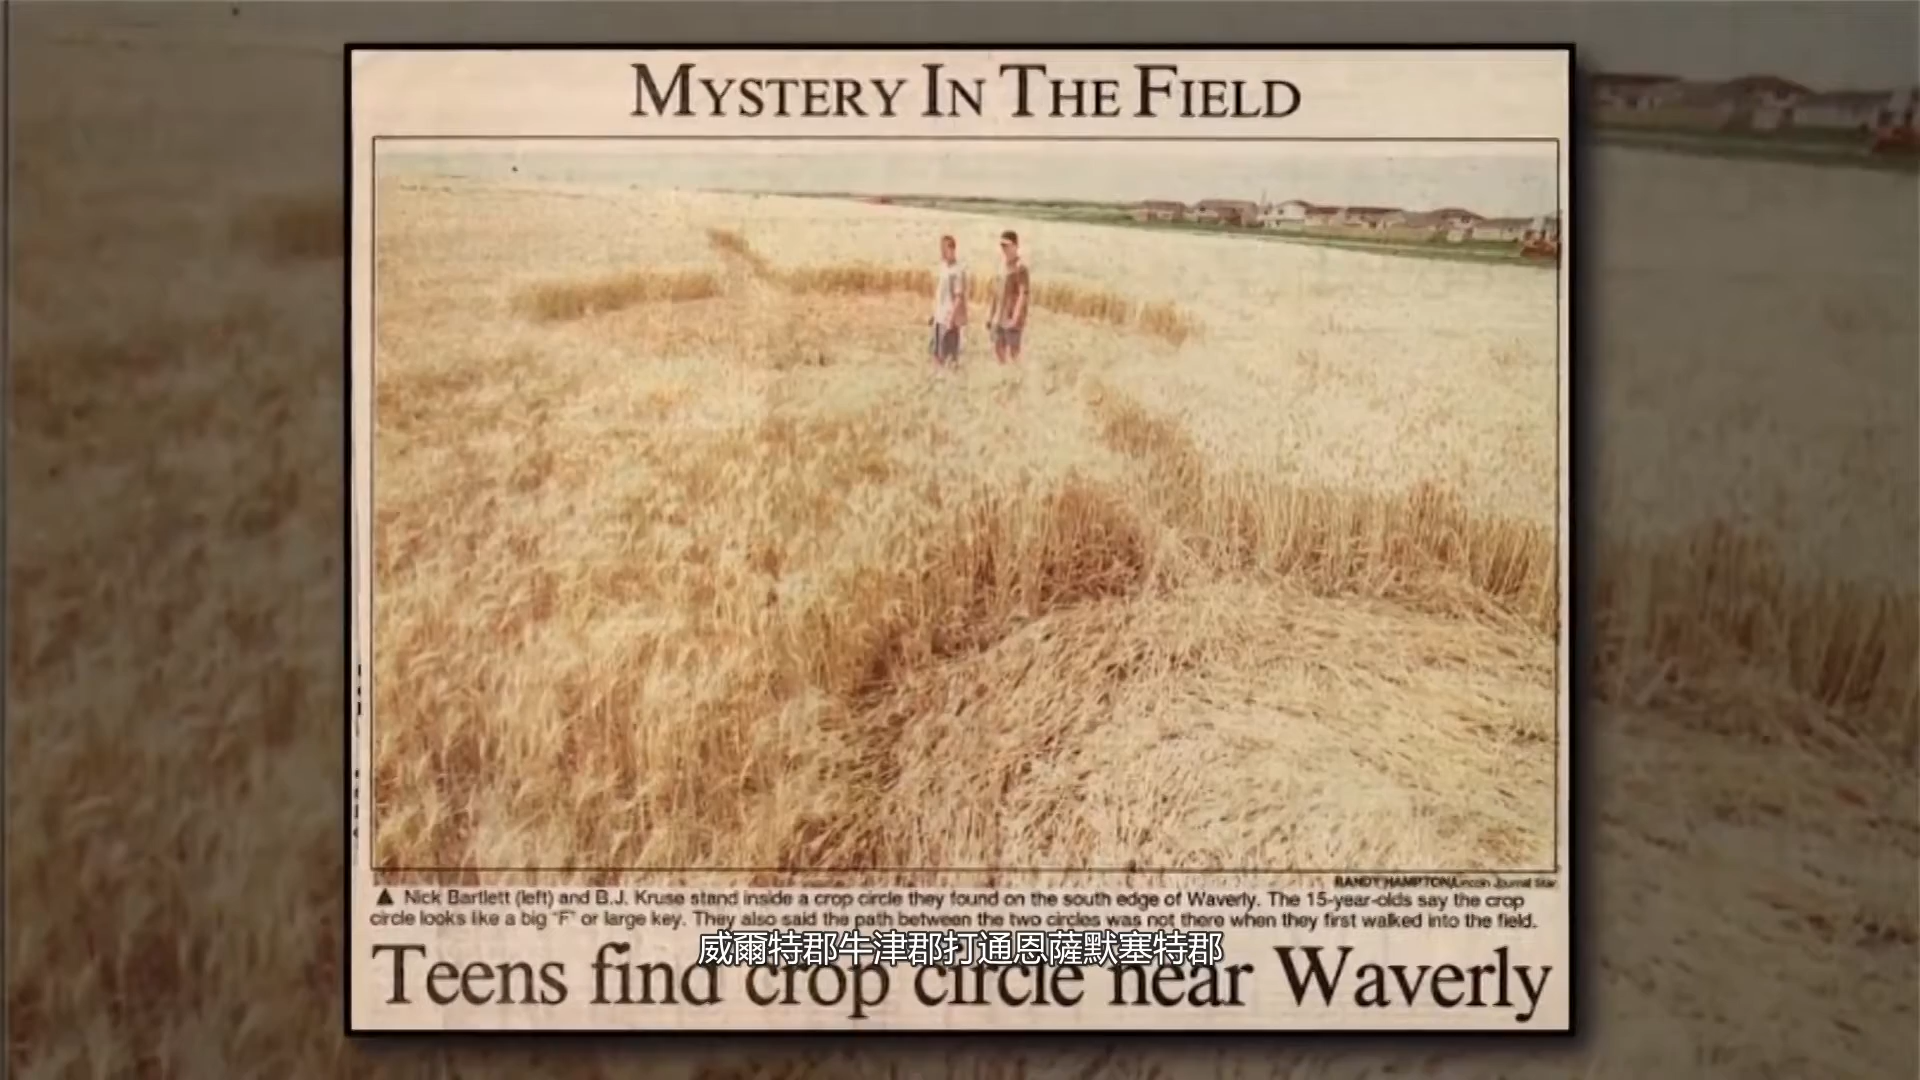 MYSTERY IN THE FIELD
RANDY HAMPTON/Lincoln Journal Star
▲ Nick Bartlett (left) and B.J. Kruse stand inside a crop circle they found on the south edge of Waverly. The 15-year-olds say the crop
circle looks like a big "F" or large key. They also said the path between the two circles was not there when they first walked into the field.
威爾特郡牛津郡打通恩薩默塞特郡
Teens find crop circle near Waverly